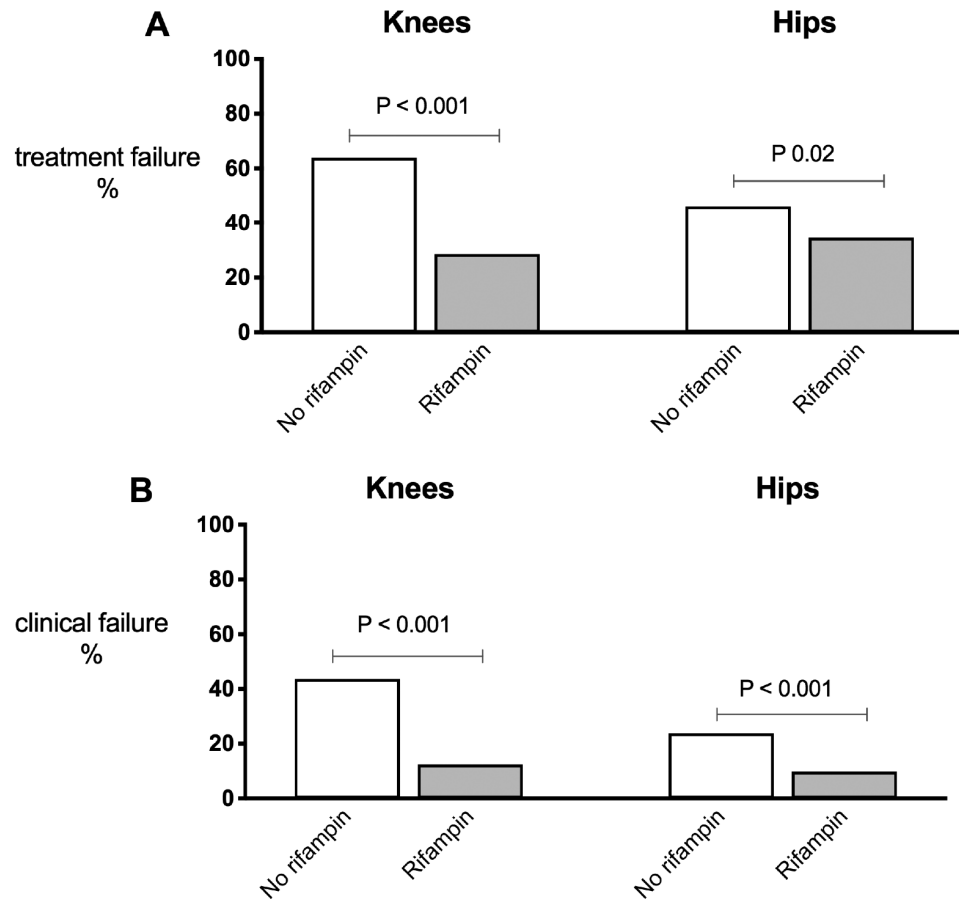 A
Knees
Hips
100
80
60
40
20
0
treatment failure
%
P < 0.001
P 0.02
No rifampin
Rifampin
No rifampin
Rifampin
B
Knees
Hips
100
80
60
40
20
0
clinical failure
%
P < 0.001
P < 0.001
No rifampin
Rifampin
No rifampin
Rifampin